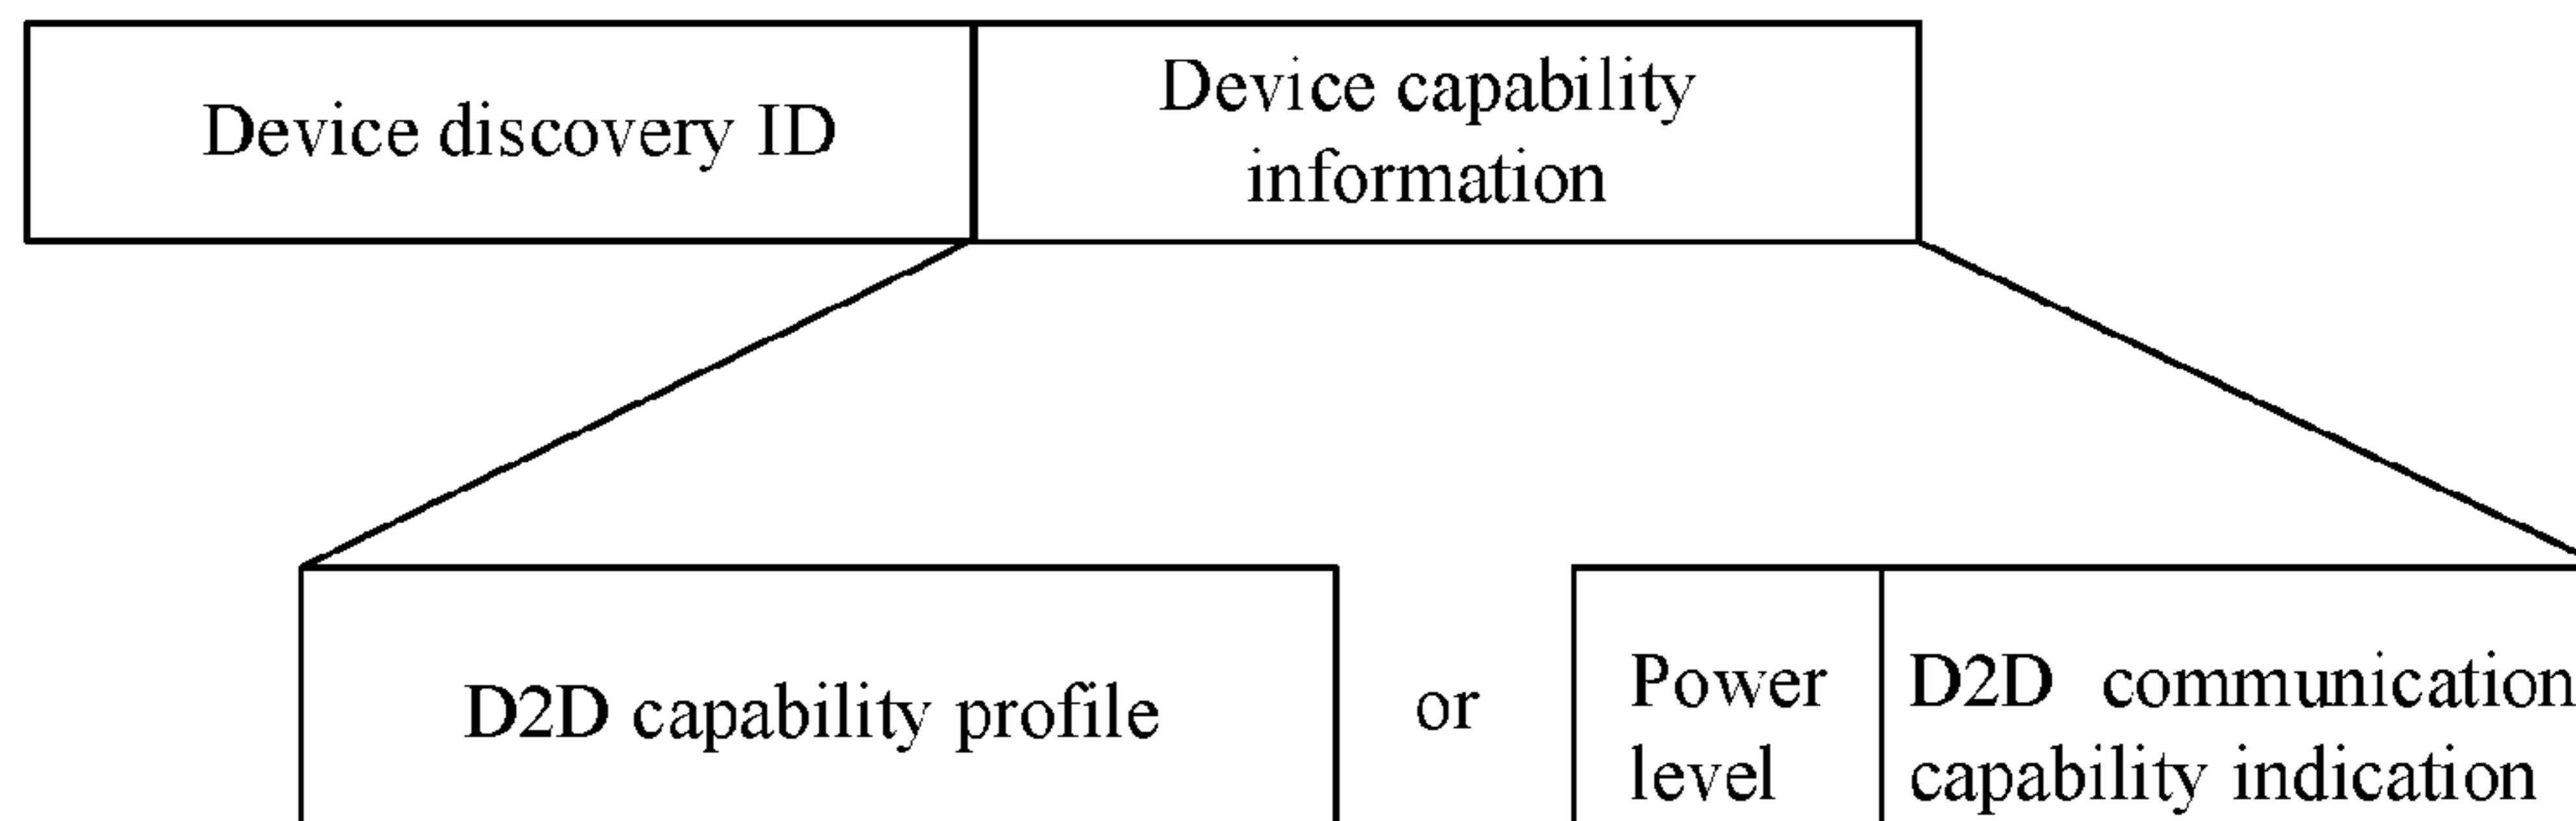 Device discovery ID
Device capability
information
D2D capability profile
or
Power
level
D2D communication
capability indication